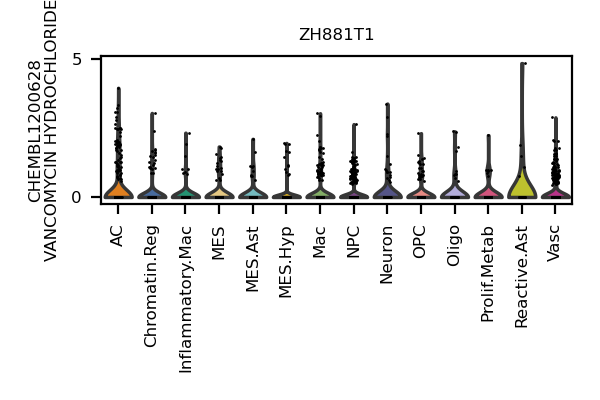 ZH881T1
CHEMBL1200628
VANCOMYCIN HYDROCHLORIDE
5
0
AC
Chromatin.Reg
Inflammatory.Mac
MES
MES.Ast
MES.Hyp
Mac
NPC
Neuron
OPC
Oligo
Prolif.Metab
Reactive.Ast
Vasc